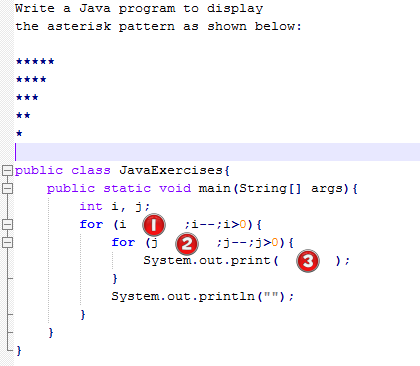 Write a Java program to display
the asterisk pattern as shown below:
*****
****
***
**
*
public class JavaExercises{
public static void main(String[] args){
int i, j;
for (i 1 ;i--;i>0){
for (j 2 ;j--;j>0){
System.out.print( 3 );
}
System.out.println("");
}
}
}